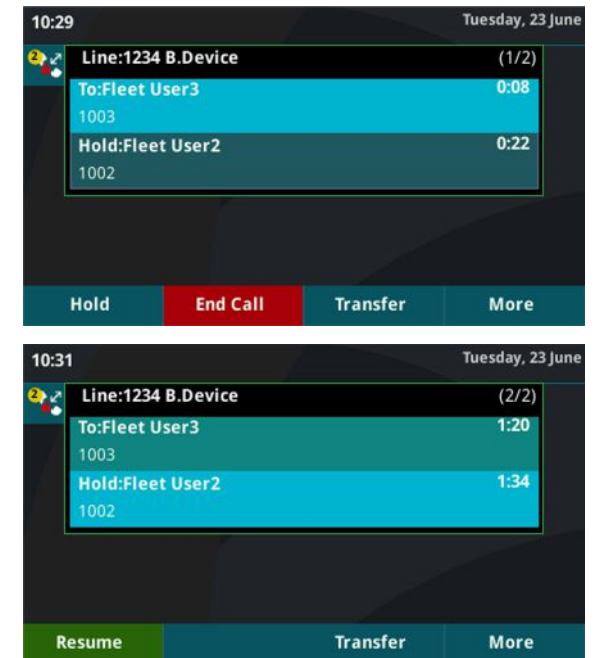 10:29 Tuesday, 23 June
2
Line:1234 B.Device (1/2)
To:Fleet User3 0:08
1003
Hold:Fleet User2 0:22
1002
Hold End Call Transfer More
10:31 Tuesday, 23 June
2
Line:1234 B.Device (2/2)
To:Fleet User3 1:20
1003
Hold:Fleet User2 1:34
1002
Resume Transfer More